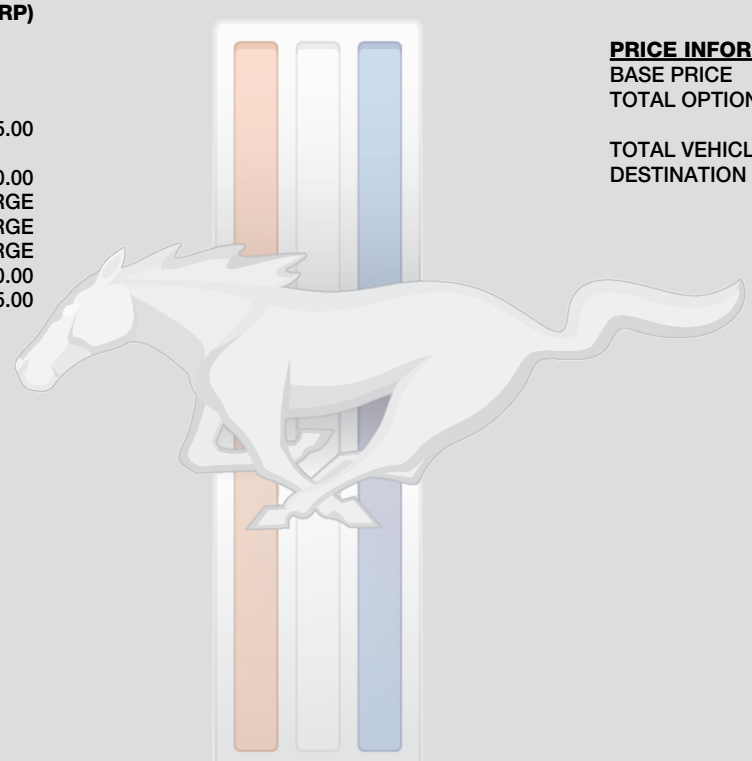 RP)
5.00
0.00
RGE
RGE
RGE
0.00
5.00
PRICE INFOR
BASE PRICE
TOTAL OPTION
TOTAL VEHICL
DESTINATION